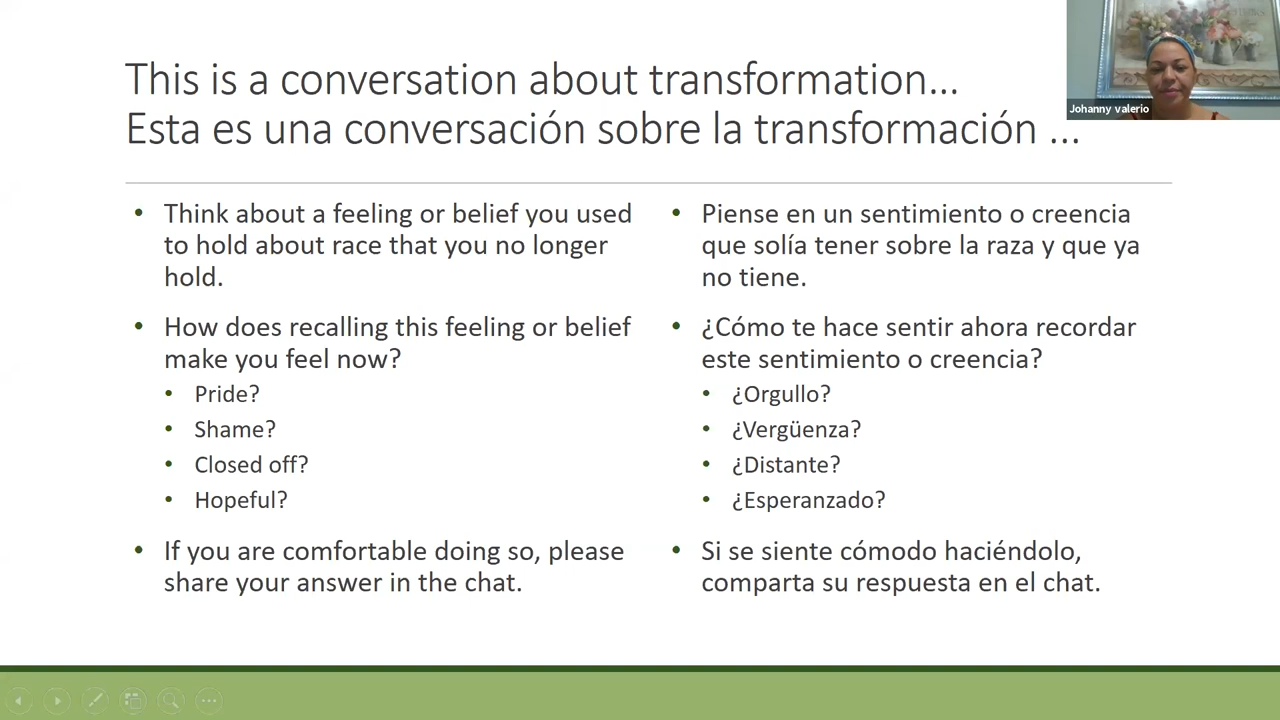 This is a conversation about transformation...
Esta es una conversación sobre la transformación ...
Johanny valerio
• Think about a feeling or belief you used
to hold about race that you no longer
hold.
• How does recalling this feeling or belief
make you feel now?
• Pride?
• Shame?
• Closed off?
• Hopeful?
• If you are comfortable doing so, please
share your answer in the chat.
• Piense en un sentimiento o creencia
que solía tener sobre la raza y que ya
no tiene.
• ¿Cómo te hace sentir ahora recordar
este sentimiento o creencia?
• ¿Orgullo?
• ¿Vergüenza?
• ¿Distante?
• ¿Esperanzado?
• Si se siente cómodo haciéndolo,
comparta su respuesta en el chat.